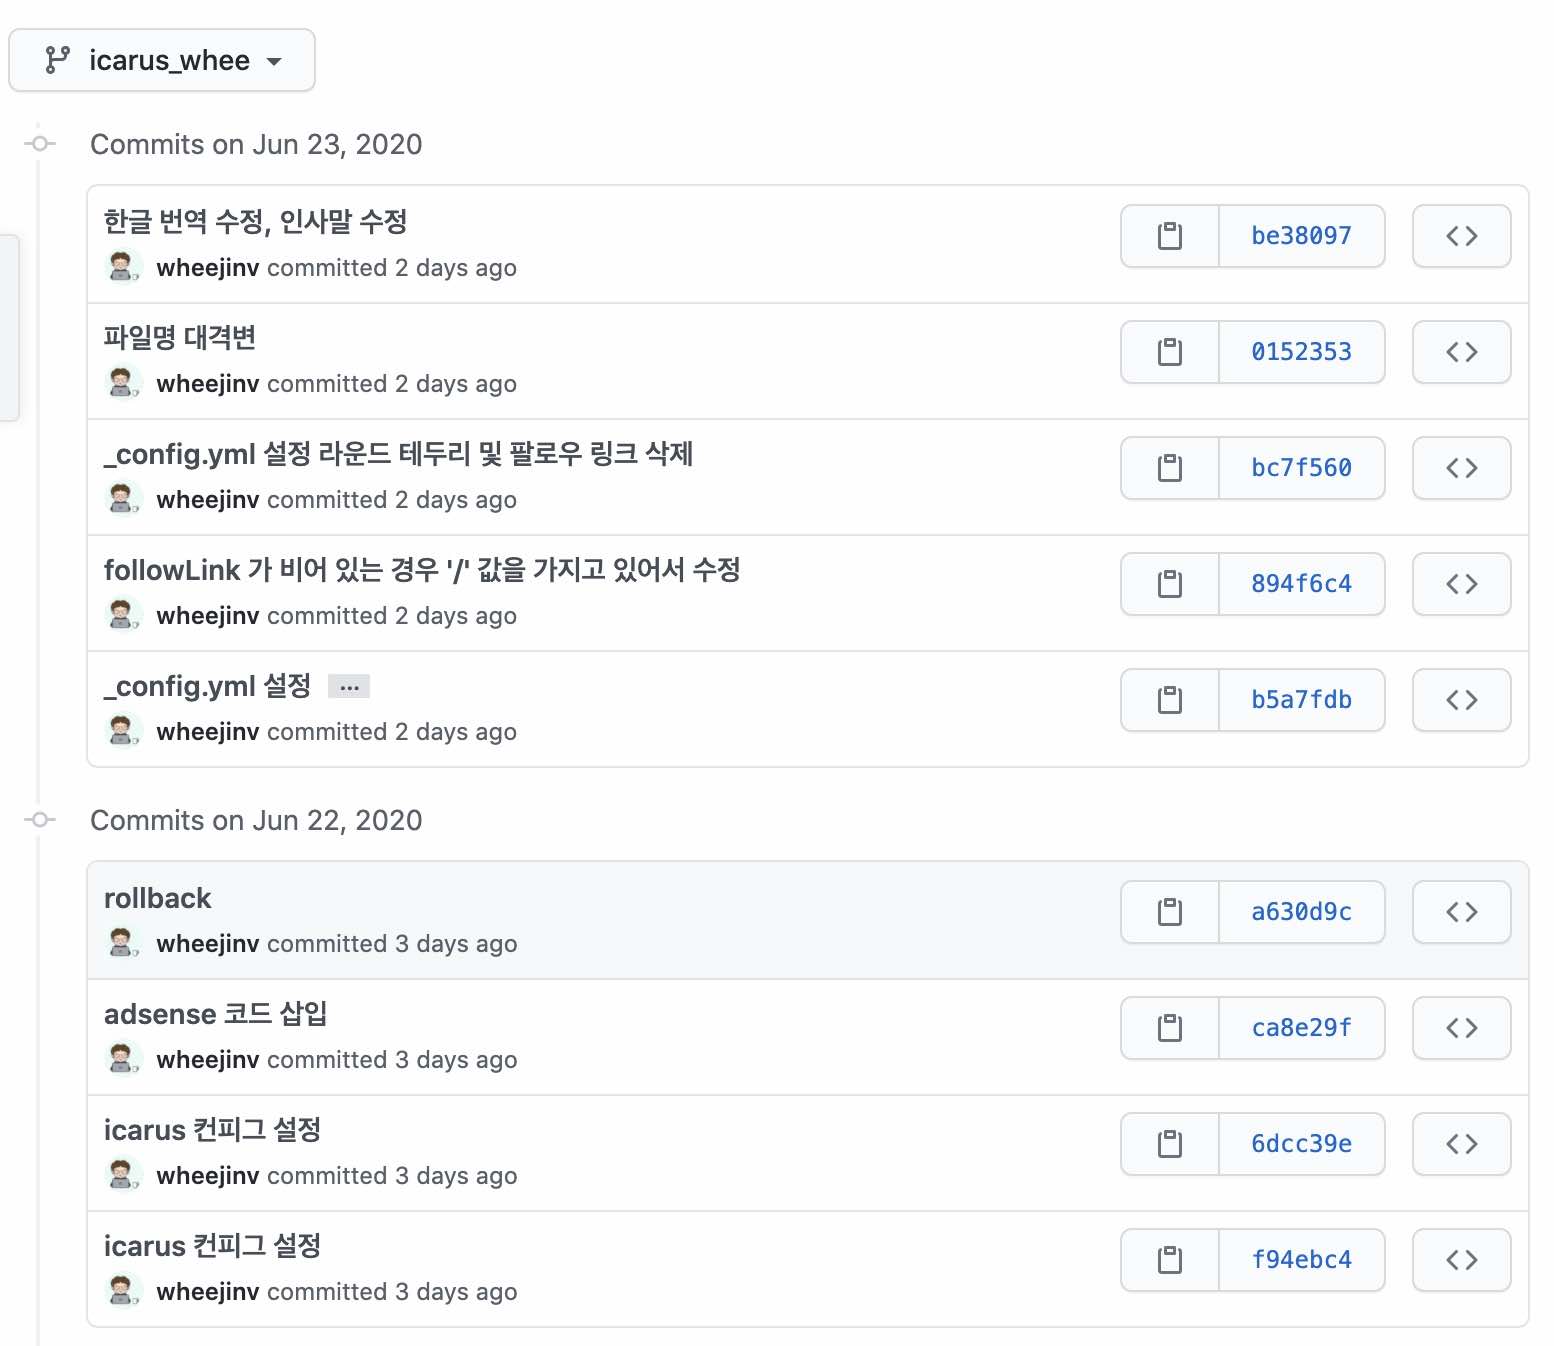 icarus_whee
Commits on Jun 23, 2020
한글 번역 수정, 인사말 수정
wheejinv committed 2 days ago
be38097
파일명 대격변
wheejinv committed 2 days ago
0152353
_config.yml 설정 라운드 테두리 및 팔로우 링크 삭제
wheejinv committed 2 days ago
bc7f560
followLink 가 비어 있는 경우 '/' 값을 가지고 있어서 수정
wheejinv committed 2 days ago
894f6c4
_config.yml 설정 ...
wheejinv committed 2 days ago
b5a7fdb
Commits on Jun 22, 2020
rollback
wheejinv committed 3 days ago
a630d9c
adsense 코드 삽입
wheejinv committed 3 days ago
ca8e29f
icarus 컨피그 설정
wheejinv committed 3 days ago
6dcc39e
icarus 컨피그 설정
wheejinv committed 3 days ago
f94ebc4